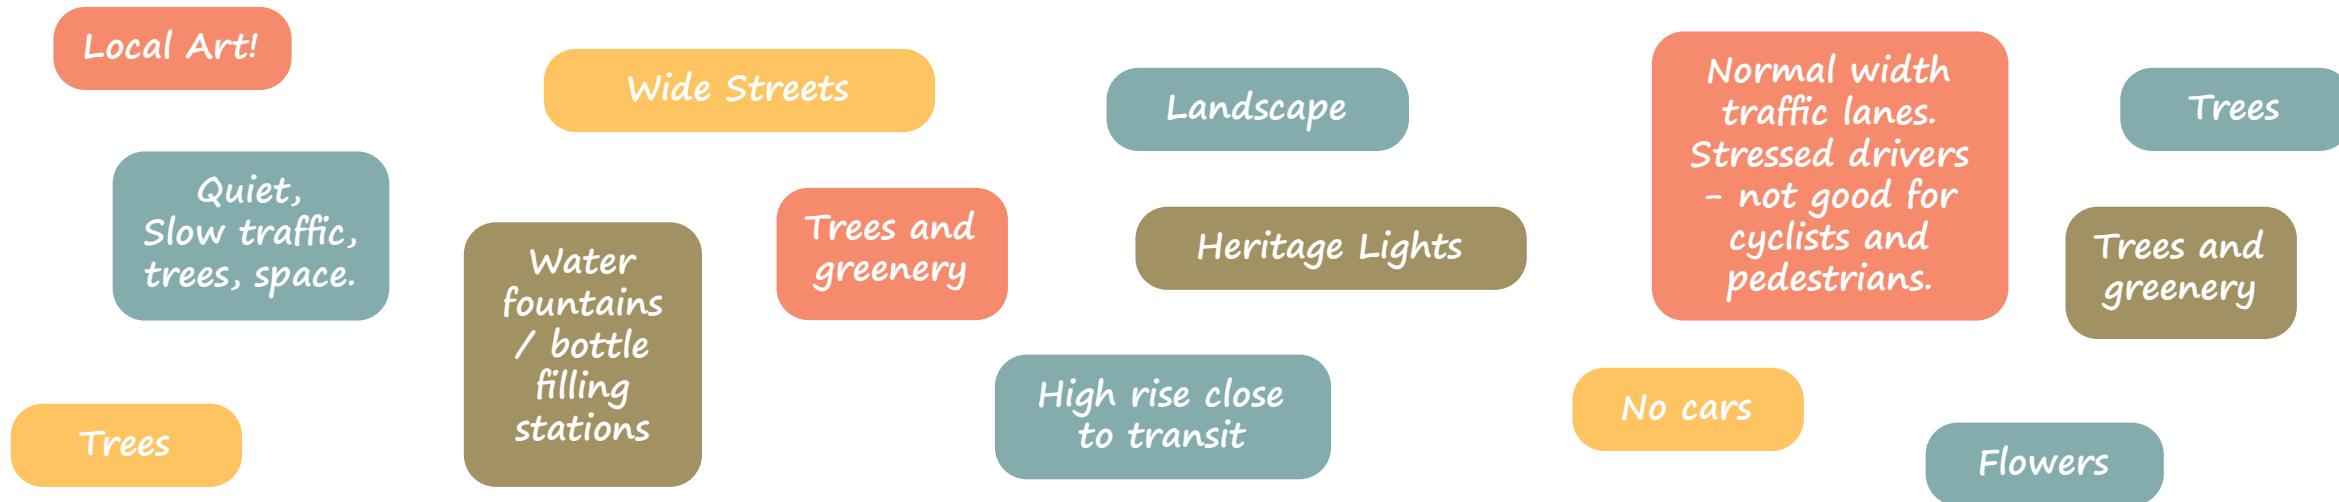 Local Art!
Wide Streets
Landscape
Normal width
traffic lanes.
Stressed drivers
- not good for
cyclists and
pedestrians.
Trees
Quiet,
Slow traffic,
trees, space.
Water
fountains
/ bottle
filling
stations
Trees and
greenery
Heritage Lights
Trees and
greenery
High rise close
to transit
No cars
Trees
Flowers